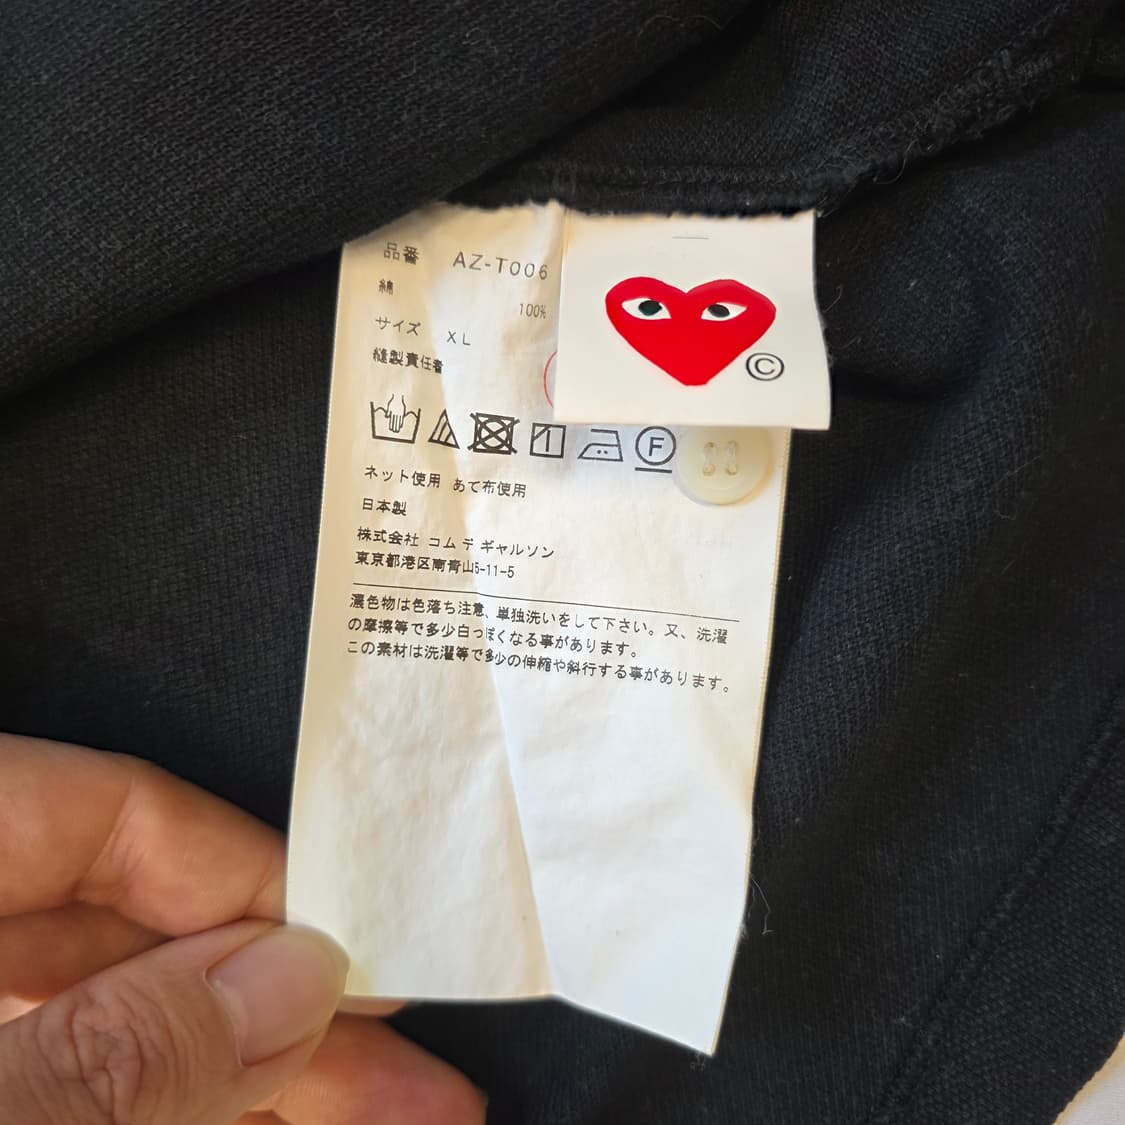 品番 AZ-T006
綿 100%
サイズ XL
縫製責任者
ネット使用 あて布使用
日本製
株式会社 コム デ ギャルソン
東京都港区南青山5-11-5
濃色物は色落ち注意、単独洗いをして下さい。又、洗濯
の摩擦等で多少白っぽくなる事があります。
この素材は洗濯等で多少の伸縮や斜行する事があります。
©
F